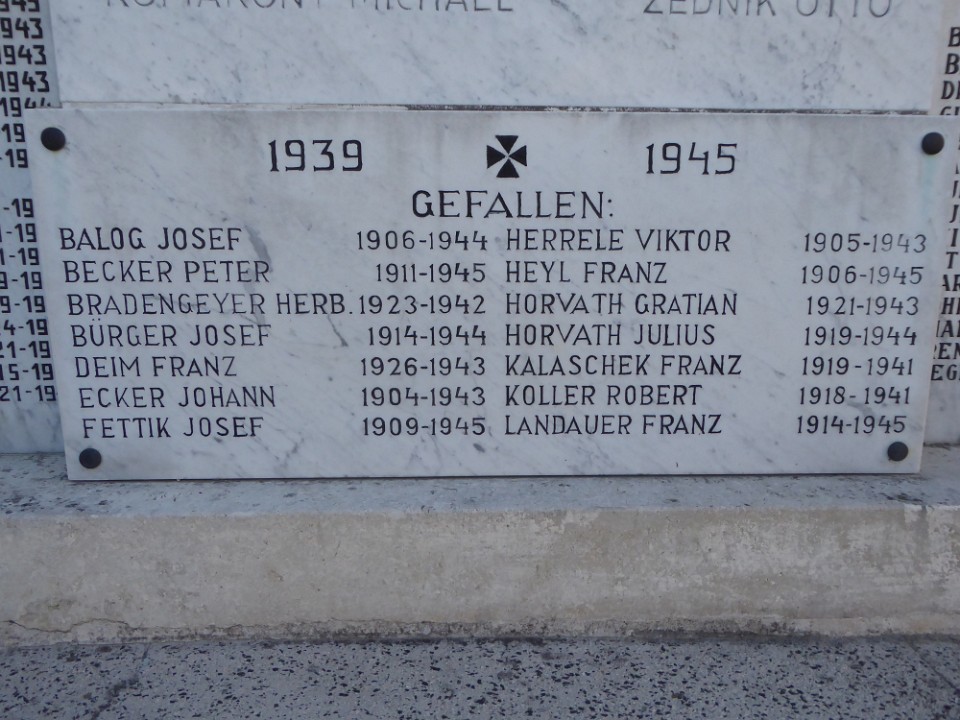 ZEDNIK OTTO
1939 1945
GEFALLEN:
BALOG JOSEF 1906-1944
BECKER PETER 1911-1945
BRADENGEYER HERB. 1923-1942
BÜRGER JOSEF 1914-1944
DEIM FRANZ 1926-1943
ECKER JOHANN 1904-1943
FETTIK JOSEF 1909-1945
HERRELE VIKTOR 1905-1943
HEYL FRANZ 1906-1945
HORVATH GRATIAN 1921-1943
HORVATH JULIUS 1919-1944
KALASCHEK FRANZ 1919-1941
KOLLER ROBERT 1918-1941
LANDAUER FRANZ 1914-1945